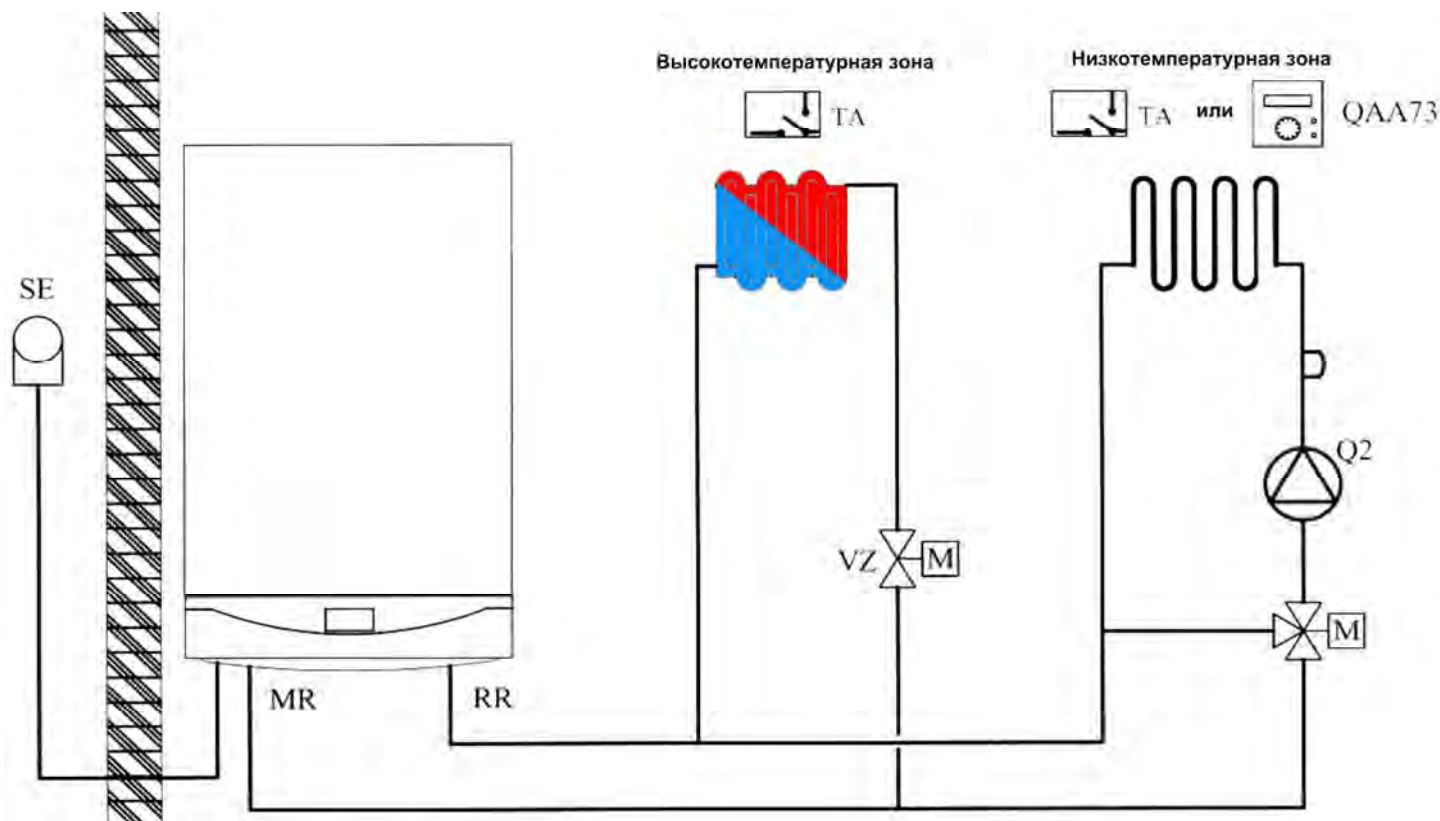 Высокотемпературная зона
Низкотемпературная зона
TA
TA или QAA73
SE
Q2
VZ M
M
MR RR